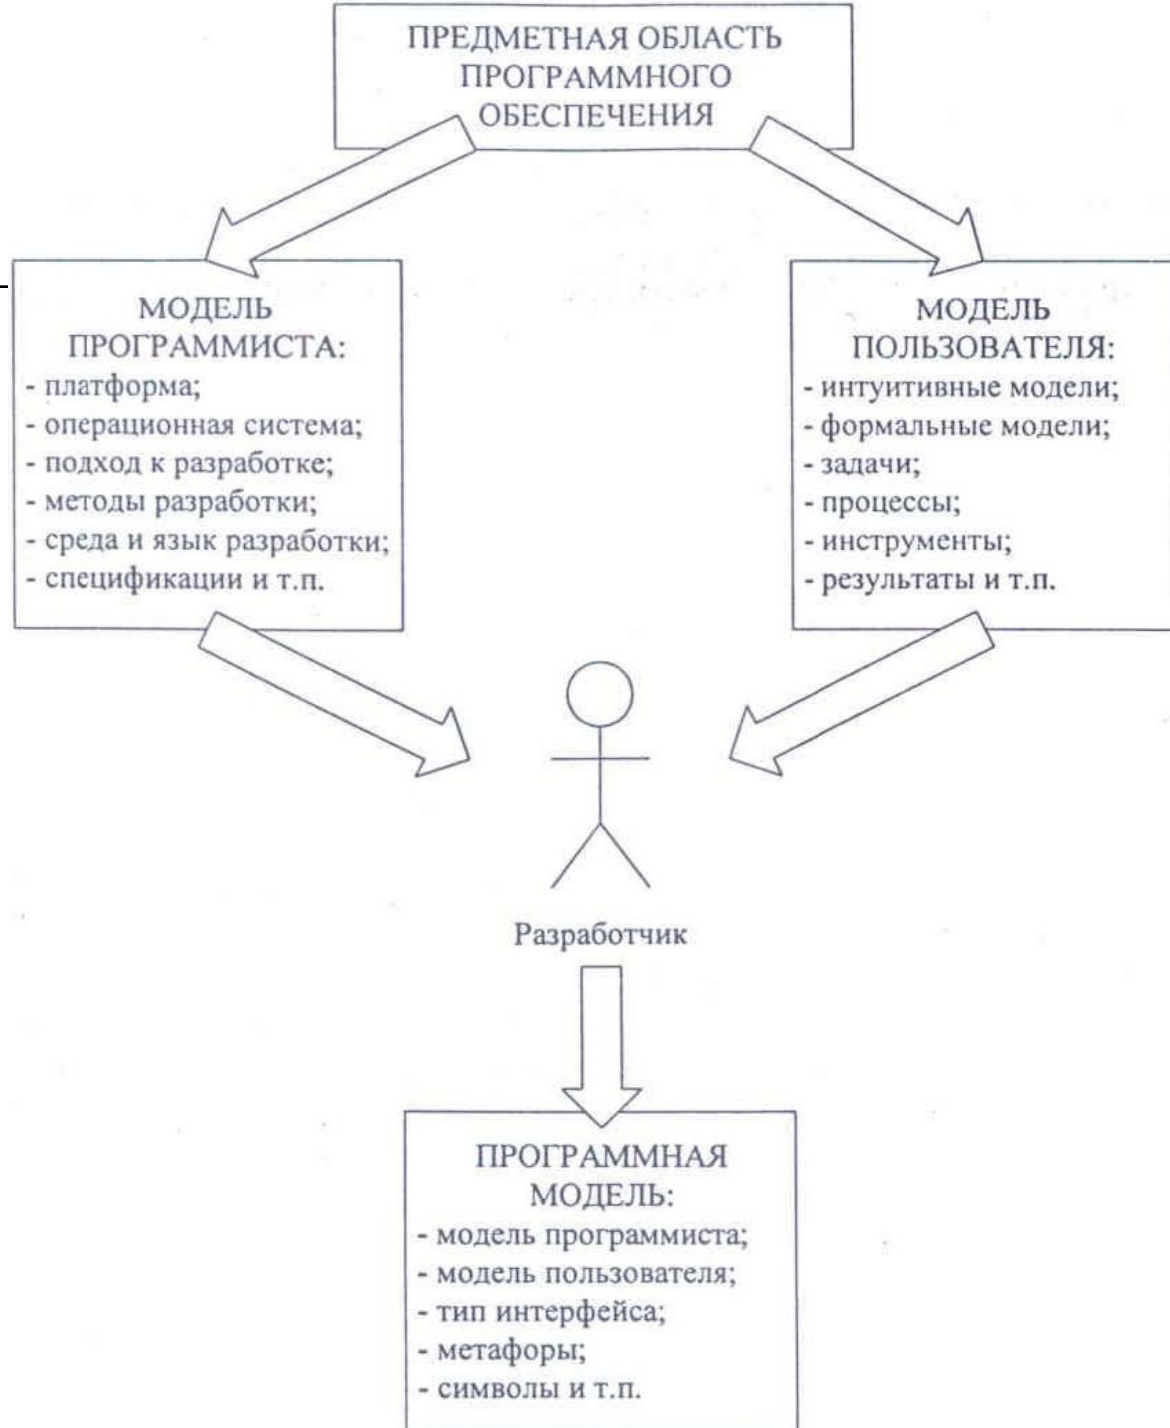 ПРЕДМЕТНАЯ ОБЛАСТЬ
ПРОГРАММНОГО
ОБЕСПЕЧЕНИЯ
МОДЕЛЬ
ПРОГРАММИСТА:
- платформа;
- операционная система;
- подход к разработке;
- методы разработки;
- среда и язык разработки;
- спецификации и т.п.
МОДЕЛЬ
ПОЛЬЗОВАТЕЛЯ:
- интуитивные модели;
- формальные модели;
- задачи;
- процессы;
- инструменты;
- результаты и т.п.
Разработчик
ПРОГРАММНАЯ
МОДЕЛЬ:
- модель программиста;
- модель пользователя;
- тип интерфейса;
- метафоры;
- символы и т.п.